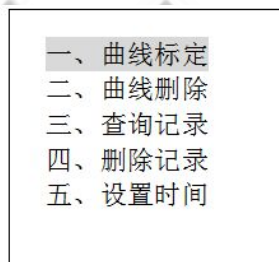 一、曲线标定
二、曲线删除
三、查询记录
四、删除记录
五、设置时间